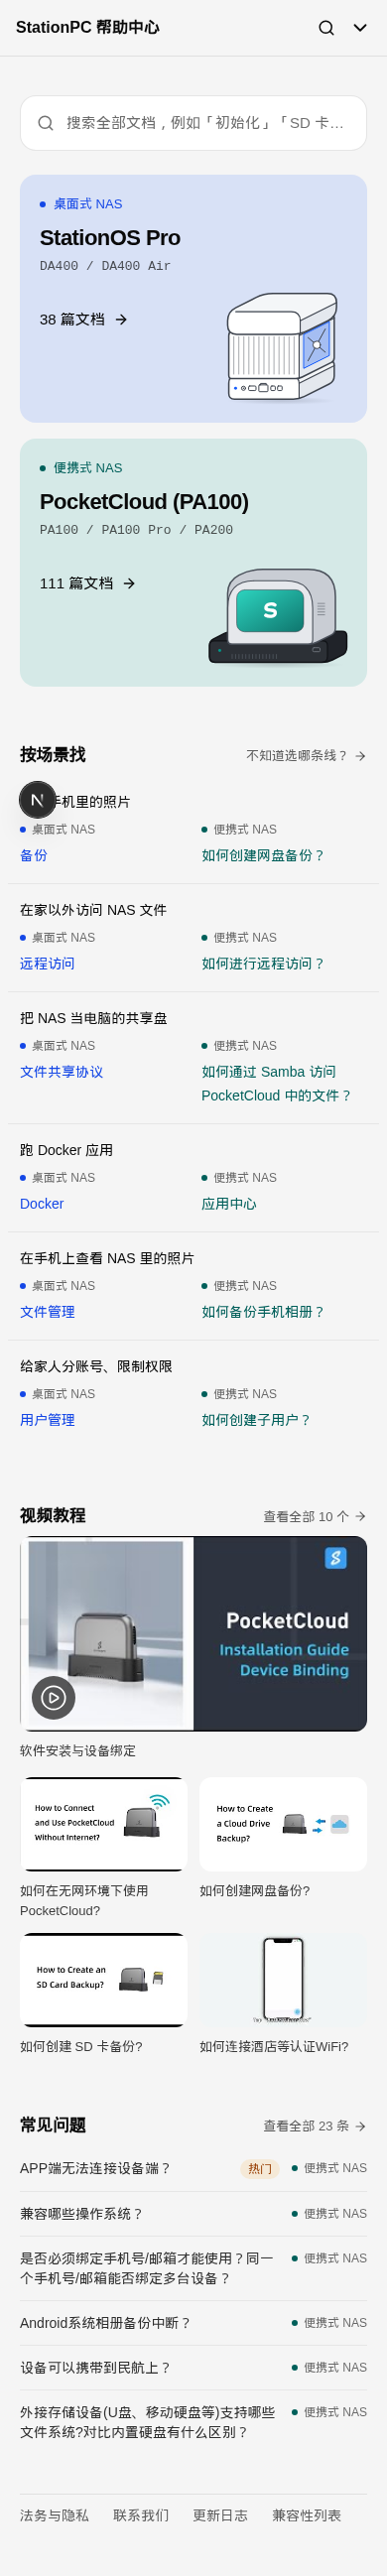 StationPC 帮助中心
搜索全部文档，例如「初始化」「SD 卡…
桌面式 NAS
StationOS Pro
DA400 / DA400 Air
38 篇文档 →
便携式 NAS
PocketCloud (PA100)
PA100 / PA100 Pro / PA200
111 篇文档 →
S
按场景找
不知道选哪条线？ →
N
手机里的照片
桌面式 NAS
便携式 NAS
备份
如何创建网盘备份？
在家以外访问 NAS 文件
桌面式 NAS
便携式 NAS
远程访问
如何进行远程访问？
把 NAS 当电脑的共享盘
桌面式 NAS
便携式 NAS
文件共享协议
如何通过 Samba 访问
PocketCloud 中的文件？
跑 Docker 应用
桌面式 NAS
便携式 NAS
Docker
应用中心
在手机上查看 NAS 里的照片
桌面式 NAS
便携式 NAS
文件管理
如何备份手机相册？
给家人分账号、限制权限
桌面式 NAS
便携式 NAS
用户管理
如何创建子用户？
视频教程
查看全部 10 个 →
S
PocketCloud
Installation Guide
Device Binding
软件安装与设备绑定
How to Connect
and Use PocketCloud
Without Internet?
How to Create
a Cloud Drive
Backup?
如何在无网环境下使用
PocketCloud?
如何创建网盘备份?
How to Create an
SD Card Backup?
如何创建 SD 卡备份?
如何连接酒店等认证WiFi?
常见问题
查看全部 23 条 →
APP端无法连接设备端？
热门
便携式 NAS
兼容哪些操作系统？
便携式 NAS
是否必须绑定手机号/邮箱才能使用？同一
个手机号/邮箱能否绑定多台设备？
便携式 NAS
Android系统相册备份中断？
便携式 NAS
设备可以携带到民航上？
便携式 NAS
外接存储设备(U盘、移动硬盘等)支持哪些
文件系统?对比内置硬盘有什么区别？
便携式 NAS
法务与隐私
联系我们
更新日志
兼容性列表